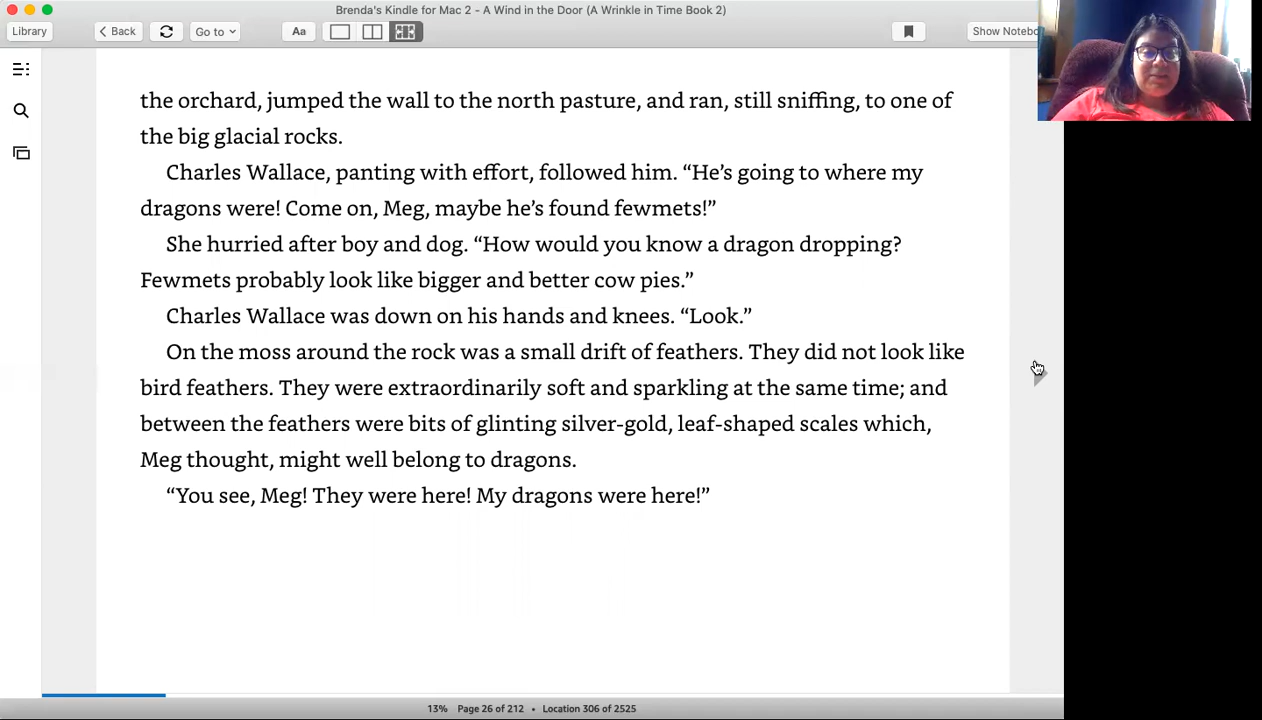 Brenda's Kindle for Mac 2 - A Wind in the Door (A Wrinkle in Time Book 2)
Library
Back
Go to
Aa
Show Notebo
the orchard, jumped the wall to the north pasture, and ran, still sniffing, to one of
the big glacial rocks.
Charles Wallace, panting with effort, followed him. “He’s going to where my
dragons were! Come on, Meg, maybe he’s found fewmets!”
She hurried after boy and dog. “How would you know a dragon dropping?
Fewmets probably look like bigger and better cow pies.”
Charles Wallace was down on his hands and knees. “Look.”
On the moss around the rock was a small drift of feathers. They did not look like
bird feathers. They were extraordinarily soft and sparkling at the same time; and
between the feathers were bits of glinting silver-gold, leaf-shaped scales which,
Meg thought, might well belong to dragons.
“You see, Meg! They were here! My dragons were here!”
13% Page 26 of 212 • Location 306 of 2525